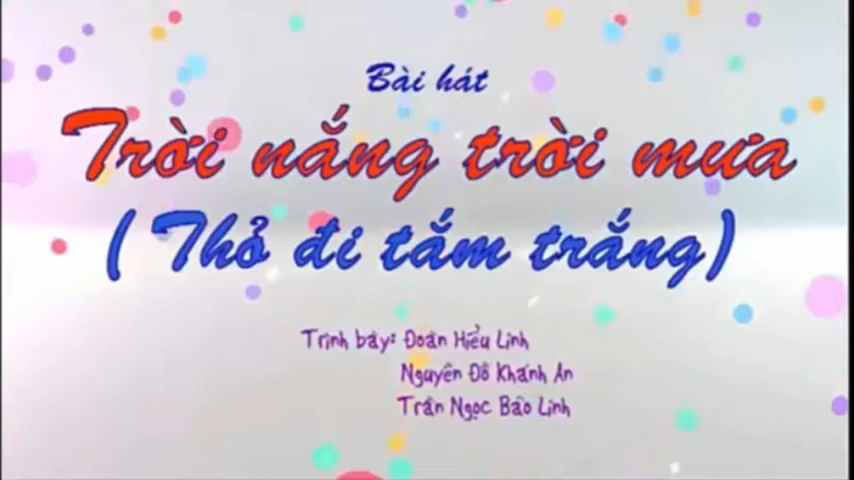 Bài hát
Trời nắng trời mưa
( Thỏ đi tắm trắng)
Trình bày: Đoàn Hiểu Linh
Nguyễn Đỗ Khánh An
Trần Ngọc Bảo Linh